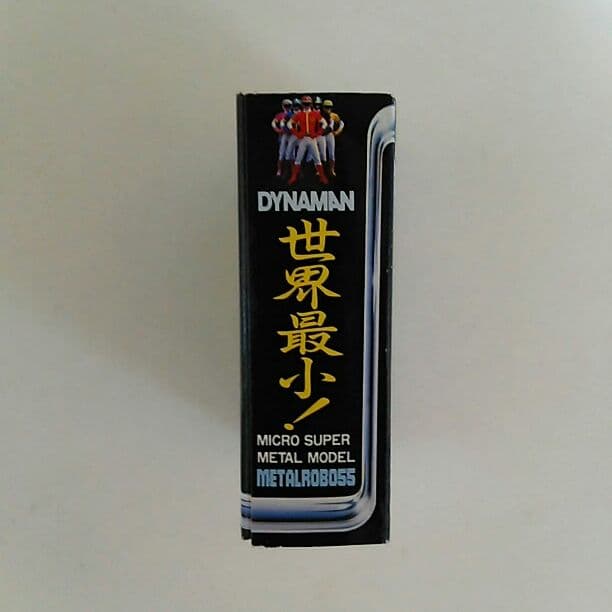 DYNAMAN
世界最小!
MICRO SUPER
METAL MODEL
METALROBO55